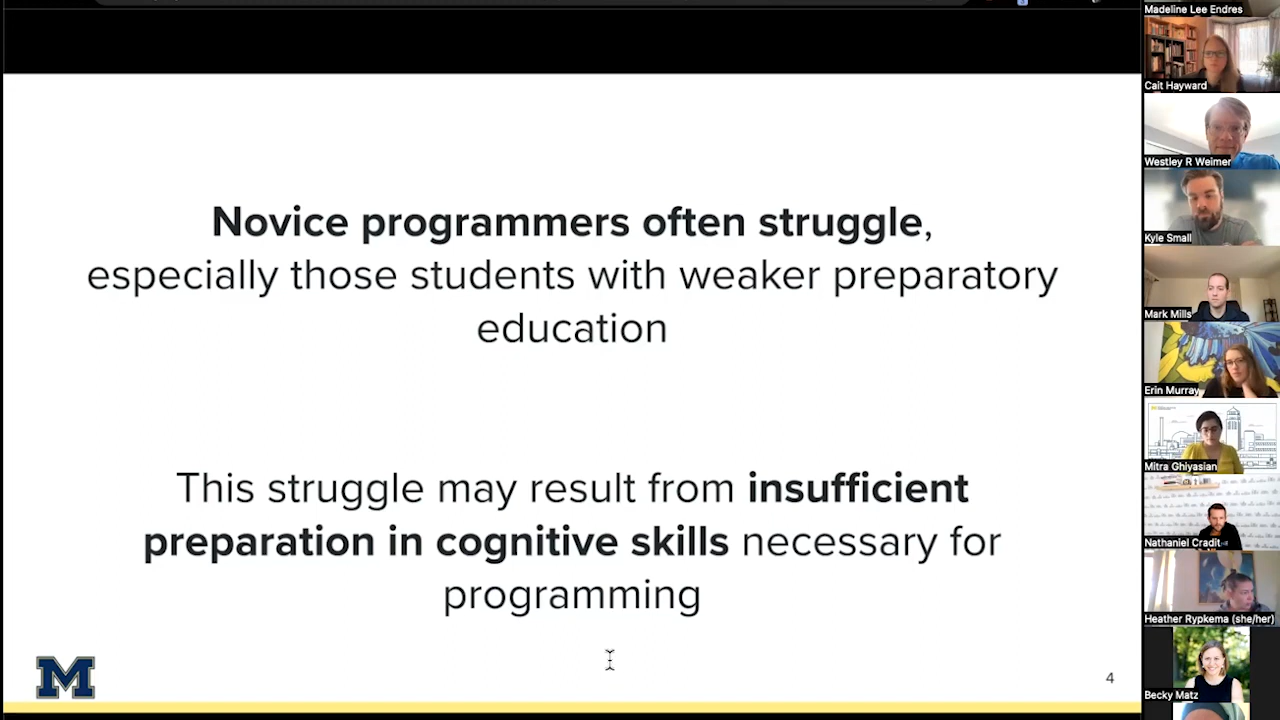 Novice programmers often struggle,
especially those students with weaker preparatory
education
This struggle may result from insufficient
preparation in cognitive skills necessary for
programming
M
4
Madeline Lee Endres
Cait Hayward
Westley R Weimer
Kyle Small
Mark Mills
Erin Murray
Mitra Ghiyasian
Nathaniel Cradit
Heather Rypkema (she/her)
Becky Matz